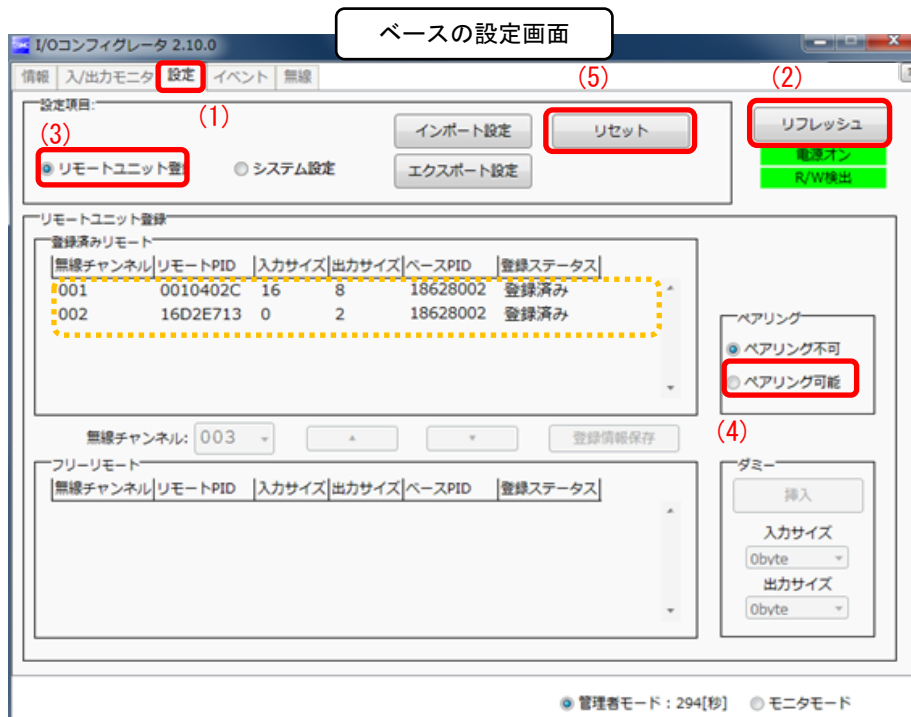 ベースの設定画面
I/Oコンフィグレータ 2.10.0
情報 入/出力モニタ 設定 イベント 無線
(1)
(5)
(2)
設定項目:
(3)
リモートユニット登
システム設定
インポート設定
エクスポート設定
リセット
リフレッシュ
電源オン
R/W検出
リモートユニット登録
登録済みリモート
無線チャンネル リモートPID 入力サイズ 出力サイズ ベースPID 登録ステータス
001 0010402C 16 8 18628002 登録済み
002 16D2E713 0 2 18628002 登録済み
ペアリング
ペアリング不可
ペアリング可能
(4)
無線チャンネル: 003
登録情報保存
フリーリモート
無線チャンネル リモートPID 入力サイズ 出力サイズ ベースPID 登録ステータス
ダミー
挿入
入力サイズ
0byte
出力サイズ
0byte
管理者モード:294[秒] モニタモード